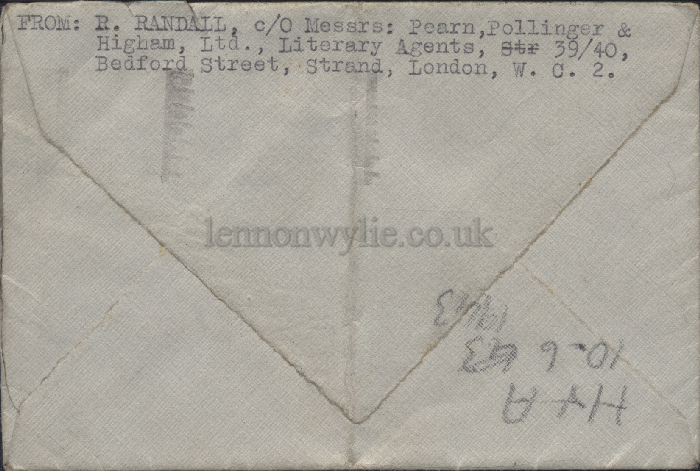 FROM: R. RANDALL, c/O Messrs: Pearn,Pollinger &
Higham, Ltd., Literary Agents, Str 39/40,
Bedford Street, Strand, London, W. C. 2.
lennonwylie.co.uk
1943
10-6 43
H+A